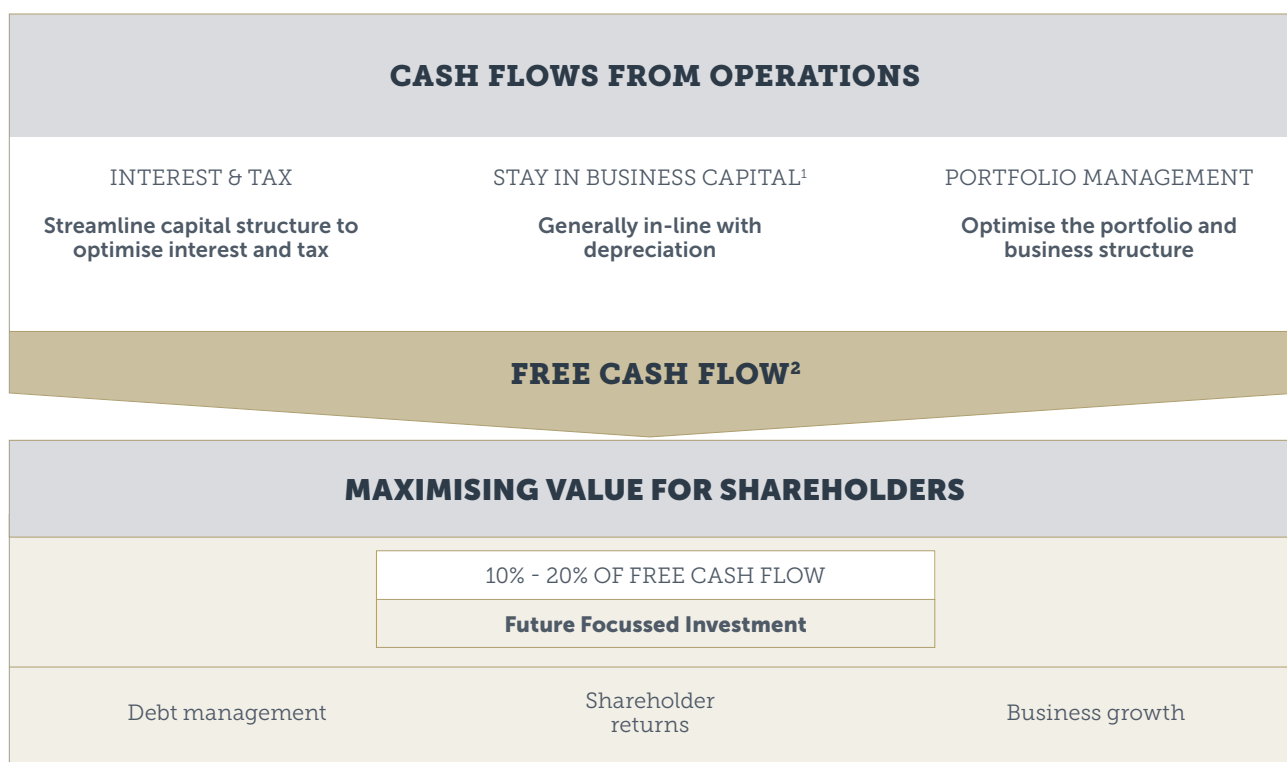 CASH FLOWS FROM OPERATIONS
INTEREST & TAX
Streamline capital structure to
optimise interest and tax
STAY IN BUSINESS CAPITAL¹
Generally in-line with
depreciation
PORTFOLIO MANAGEMENT
Optimise the portfolio and
business structure
FREE CASH FLOW²
MAXIMISING VALUE FOR SHAREHOLDERS
10% - 20% OF FREE CASH FLOW
Future Focussed Investment
Debt management
Shareholder
returns
Business growth